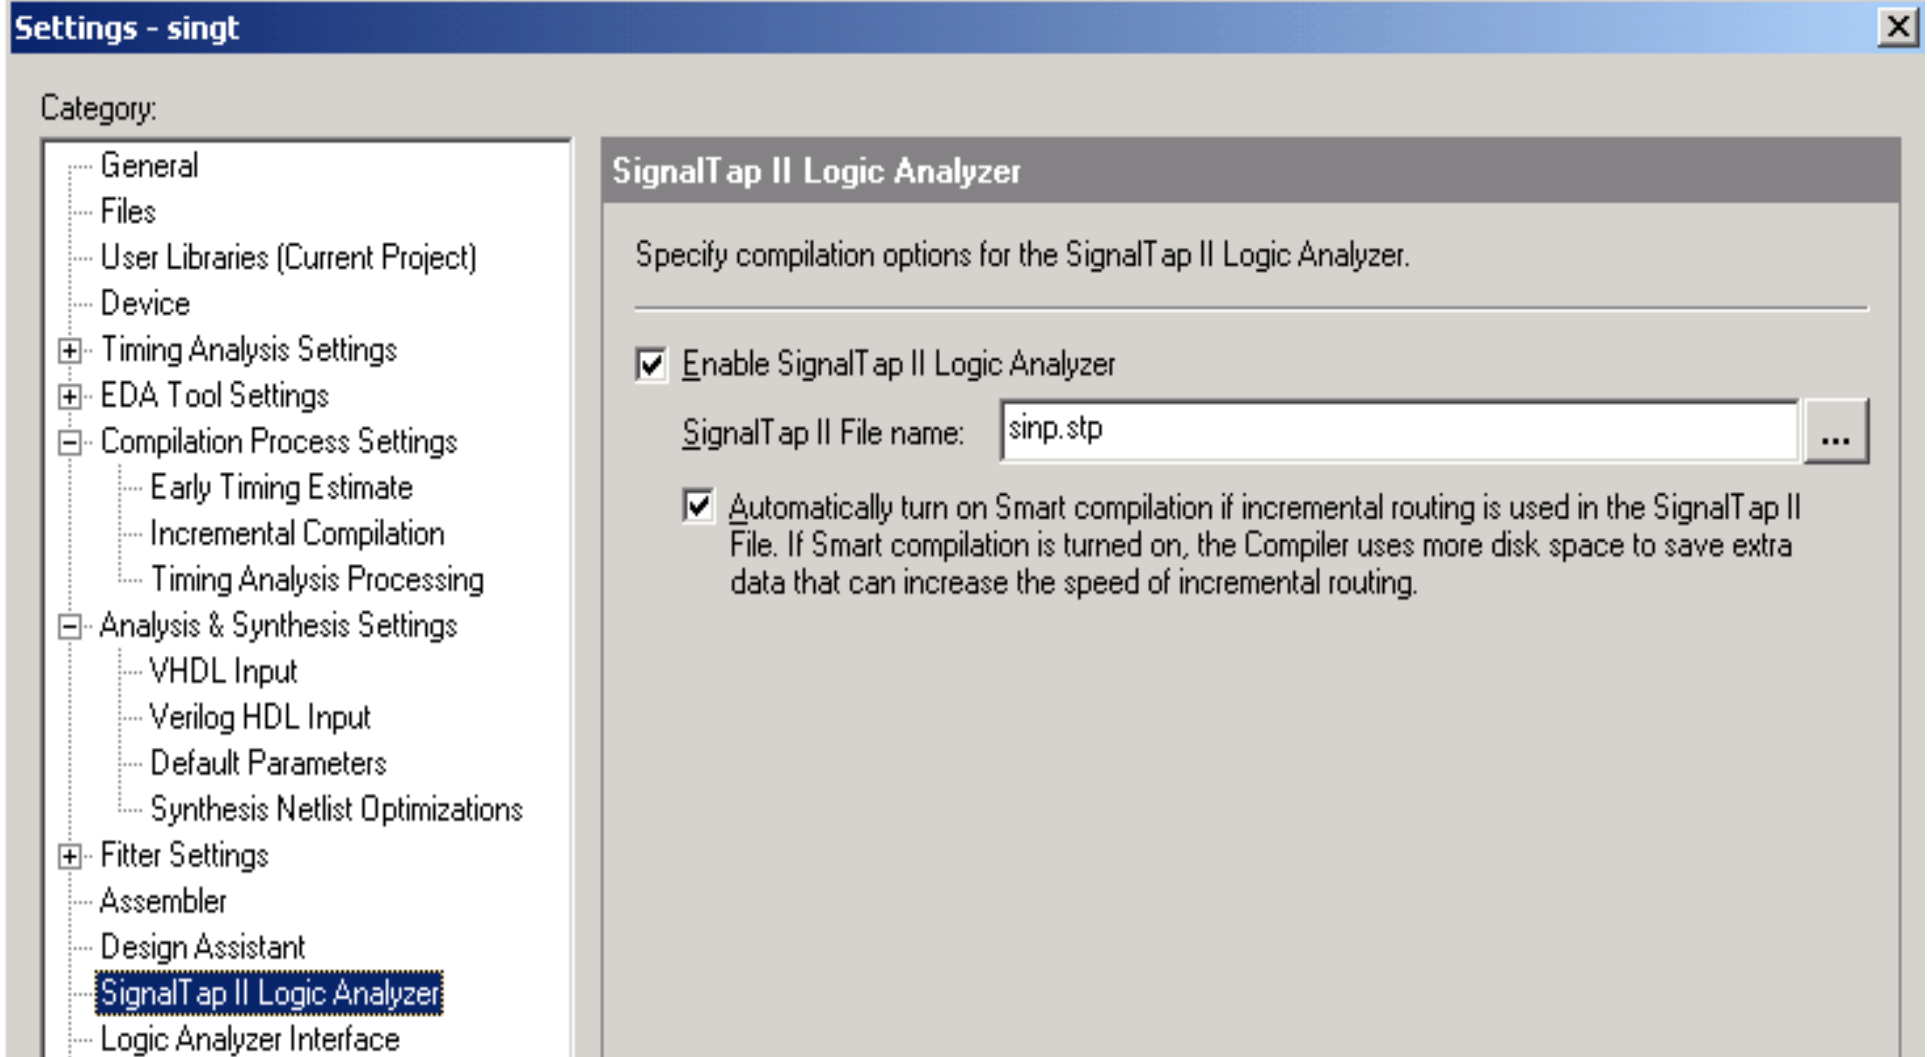 Settings - singt
Category:
General
Files
User Libraries (Current Project)
Device
Timing Analysis Settings
EDA Tool Settings
Compilation Process Settings
Early Timing Estimate
Incremental Compilation
Timing Analysis Processing
Analysis & Synthesis Settings
VHDL Input
Verilog HDL Input
Default Parameters
Synthesis Netlist Optimizations
Fitter Settings
Assembler
Design Assistant
SignalTap II Logic Analyzer
Logic Analyzer Interface
SignalTap II Logic Analyzer
Specify compilation options for the SignalTap II Logic Analyzer.
Enable SignalTap II Logic Analyzer
SignalTap II File name: sinp.stp ...
Automatically turn on Smart compilation if incremental routing is used in the SignalTap II
File. If Smart compilation is turned on, the Compiler uses more disk space to save extra
data that can increase the speed of incremental routing.